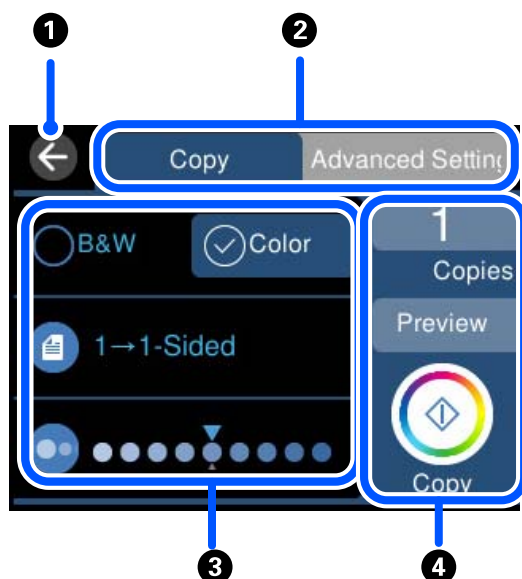 1 2
Copy Advanced Setting
B&W Color 1
Copies
1→1-Sided Preview
Copy
3 4